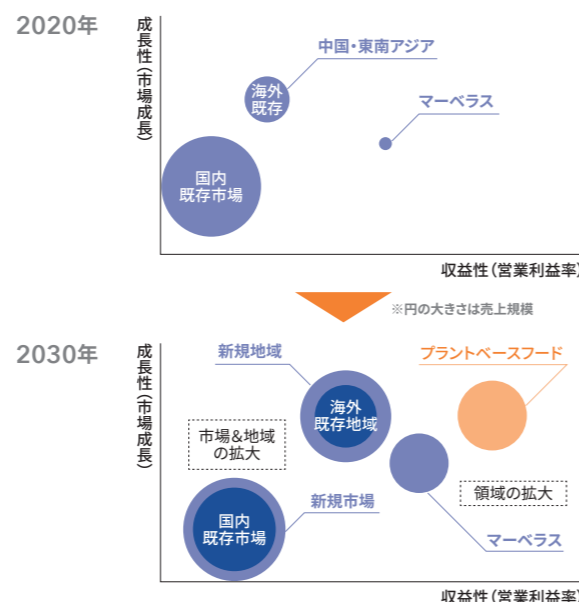 2020年
成長性（市場成長）
中国・東南アジア
海外
既存
マーベラス
国内
既存市場
収益性（営業利益率）
※円の大きさは売上規模
2030年
成長性（市場成長）
新規地域
プラントベースフード
海外
既存地域
市場&地域
の拡大
領域の拡大
新規市場
国内
既存市場
マーベラス
収益性（営業利益率）